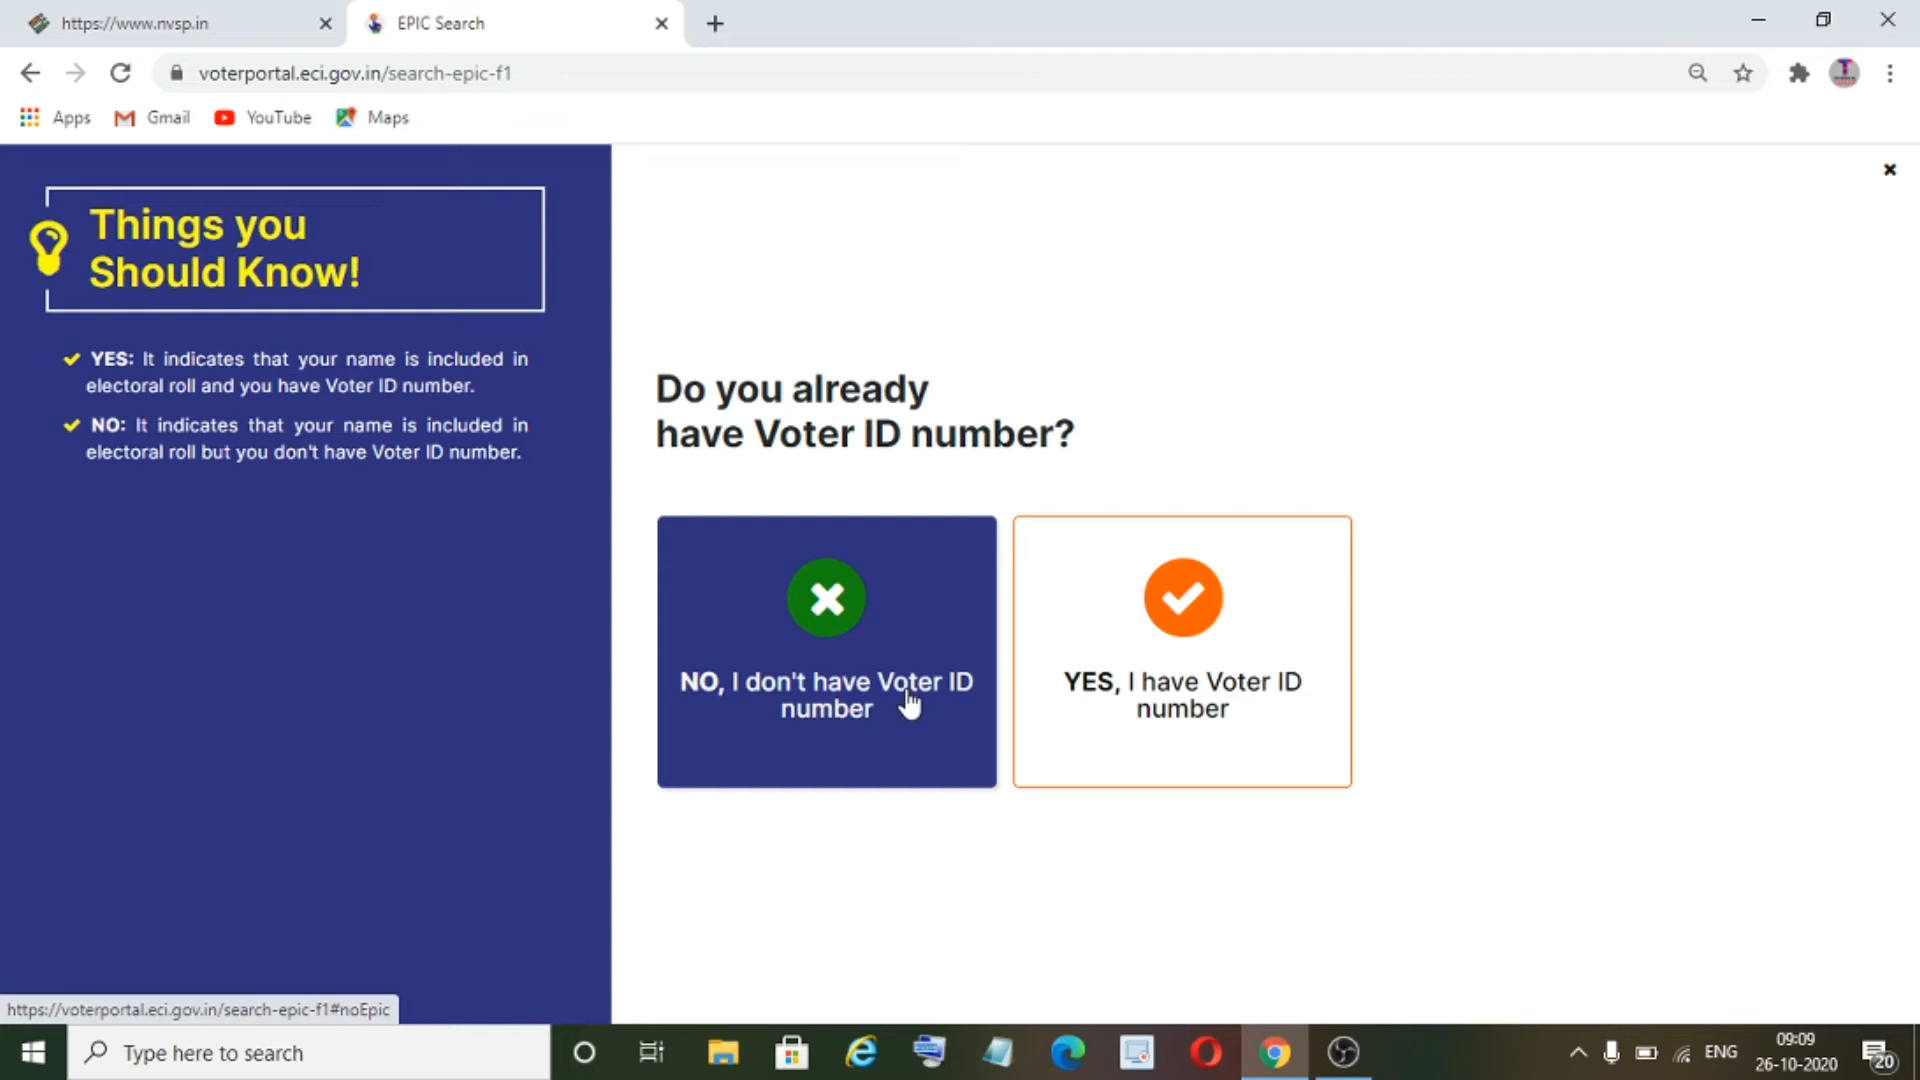 https://www.nvsp.in
EPIC Search
voterportal.eci.gov.in/search-epic-f1
Apps
Gmail
YouTube
Maps
Things you
Should Know!
YES: It indicates that your name is included in
electoral roll and you have Voter ID number.
NO: It indicates that your name is included in
electoral roll but you don't have Voter ID number.
Do you already
have Voter ID number?
NO, I don't have Voter ID
number
YES, I have Voter ID
number
https://voterportal.eci.gov.in/search-epic-f1#noEpic
Type here to search
ENG
09:09
26-10-2020
20